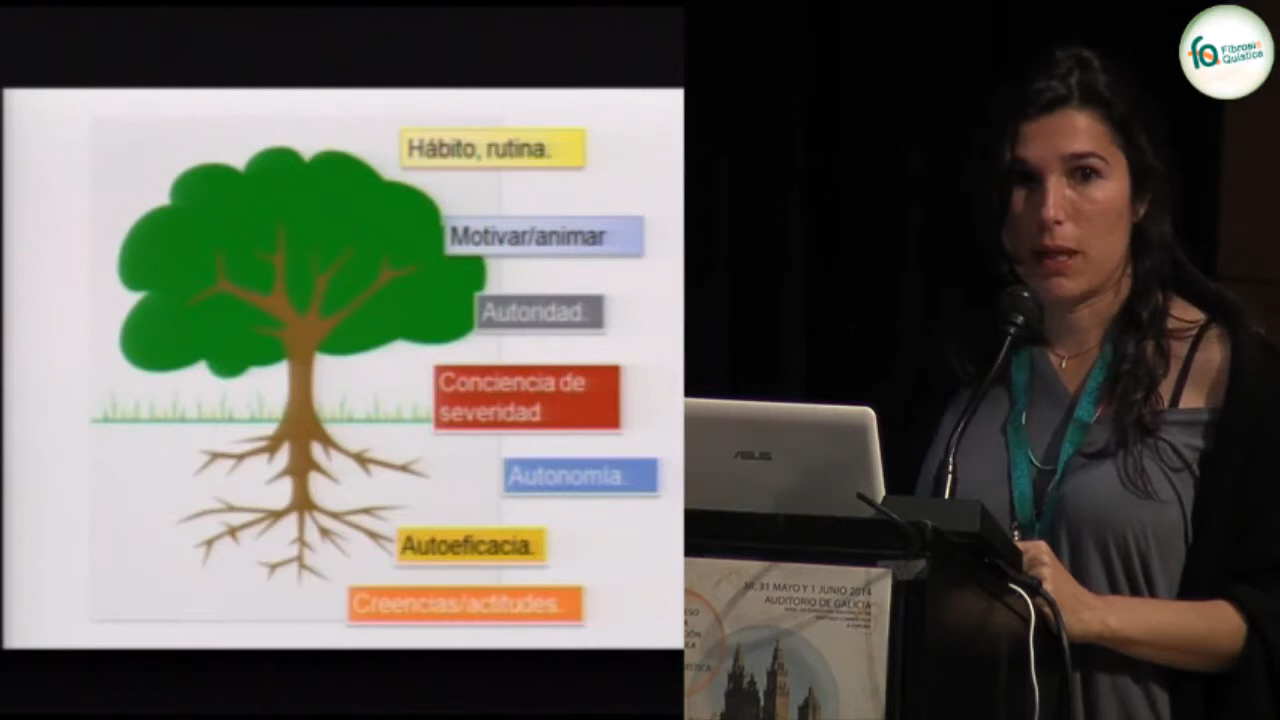 Hábito, rutina.
Motivar/animar
Autoridad.
Conciencia de
severidad
Autonomía.
Autoeficacia.
Creencias/actitudes.
Fibrosis
Quística
ASUS
31 MAYO Y 1 JUNIO 2014
AUDITORIO DE GALICIA